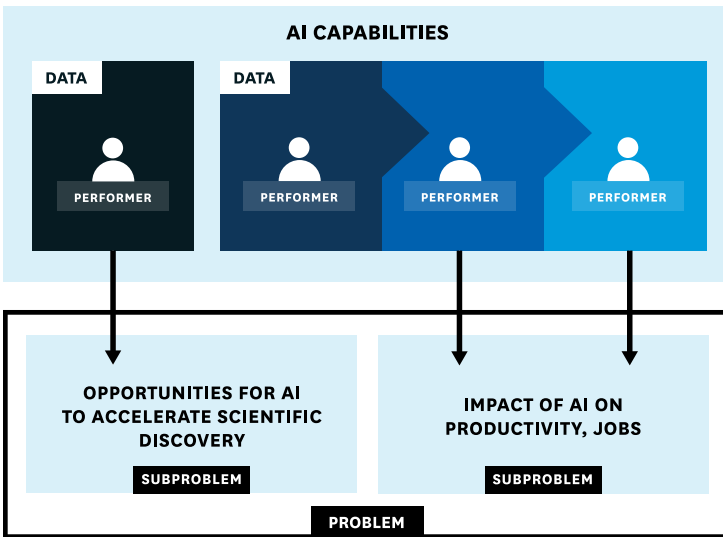 AI CAPABILITIES
DATA
DATA
PERFORMER
PERFORMER
PERFORMER
PERFORMER
OPPORTUNITIES FOR AI
TO ACCELERATE SCIENTIFIC
DISCOVERY
SUBPROBLEM
IMPACT OF AI ON
PRODUCTIVITY, JOBS
SUBPROBLEM
PROBLEM